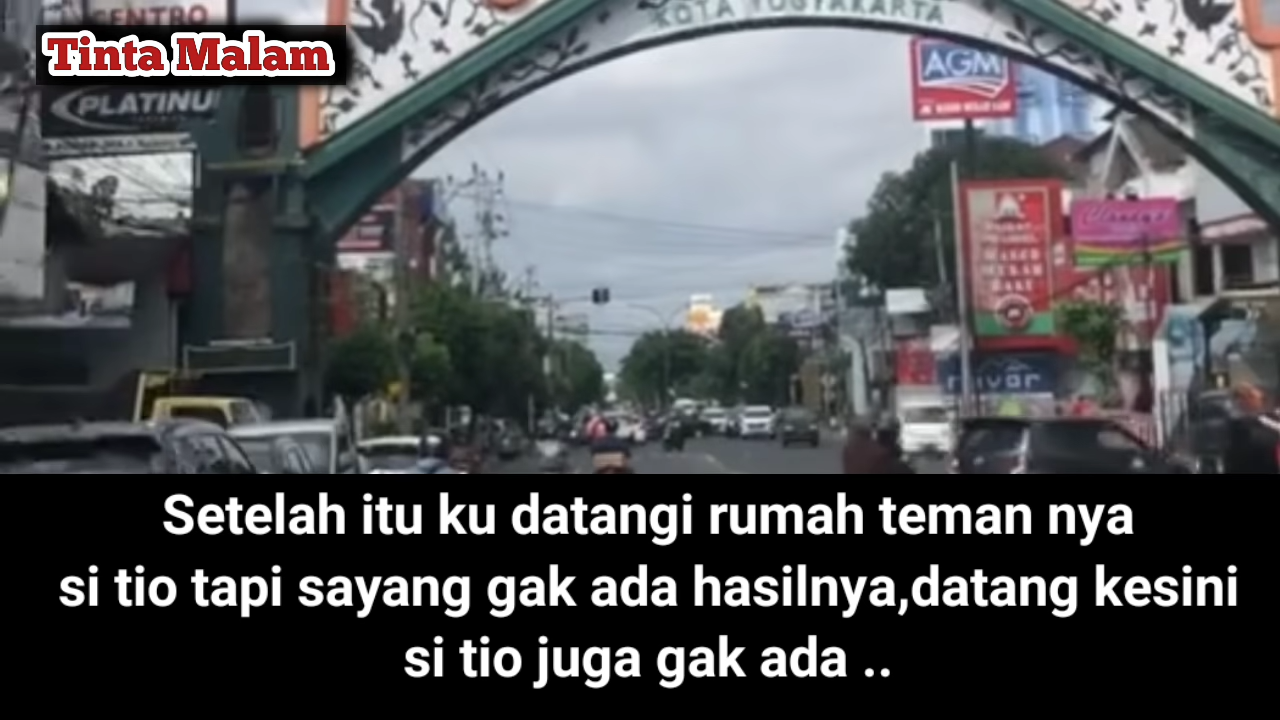 CENTRO
Tinta Malam
KOTA YOGYAKARTA
PLATINU
AGM
Setelah itu ku datangi rumah teman nya
si tio tapi sayang gak ada hasilnya,datang kesini
si tio juga gak ada ..